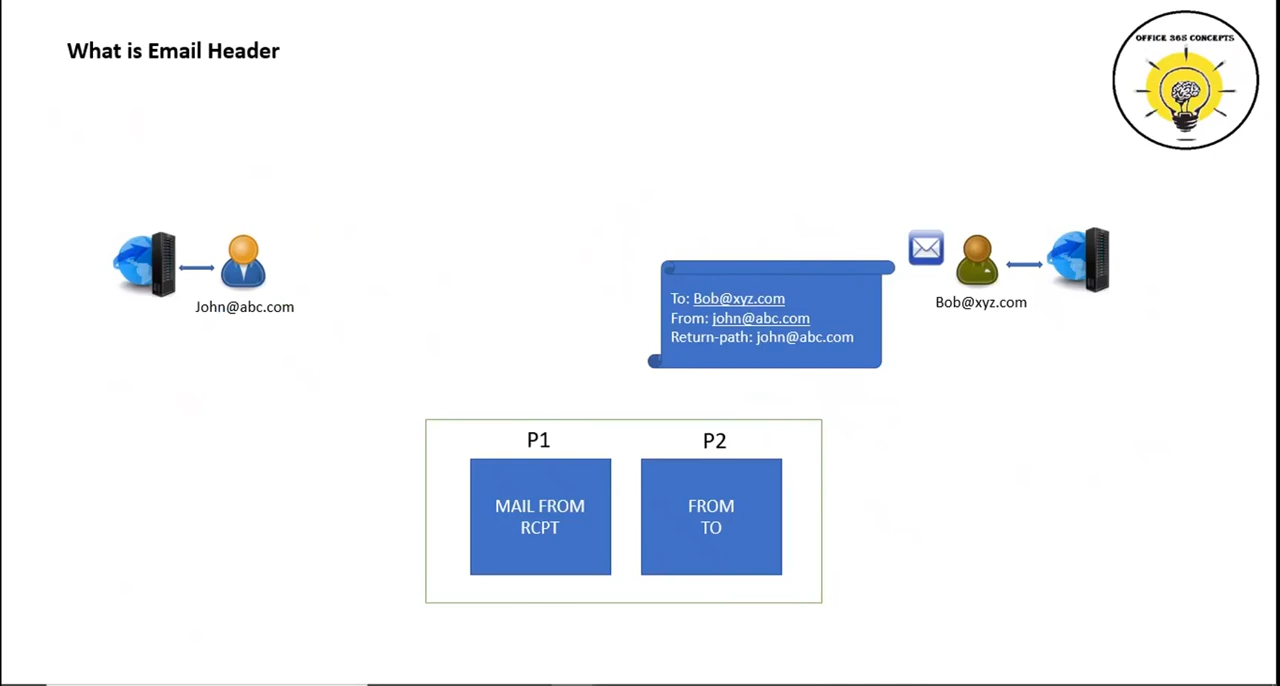 What is Email Header
OFFICE 365 CONCEPTS
John@abc.com
To: Bob@xyz.com
From: john@abc.com
Return-path: john@abc.com
Bob@xyz.com
P1
MAIL FROM
RCPT
P2
FROM
TO